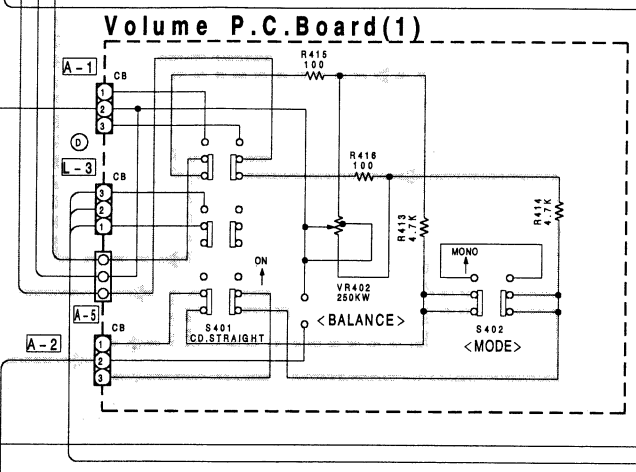 Volume P.C.Board(1)
A-1
CB
1
2
3
R415
100
D
L-3
CB
3
2
1
R416
100
R413
4.7K
R414
4.7K
MONO
ON
VR402
250KW
<BALANCE>
A-5
S401
CD.STRAIGHT
S402
<MODE>
A-2
CB
1
2
3